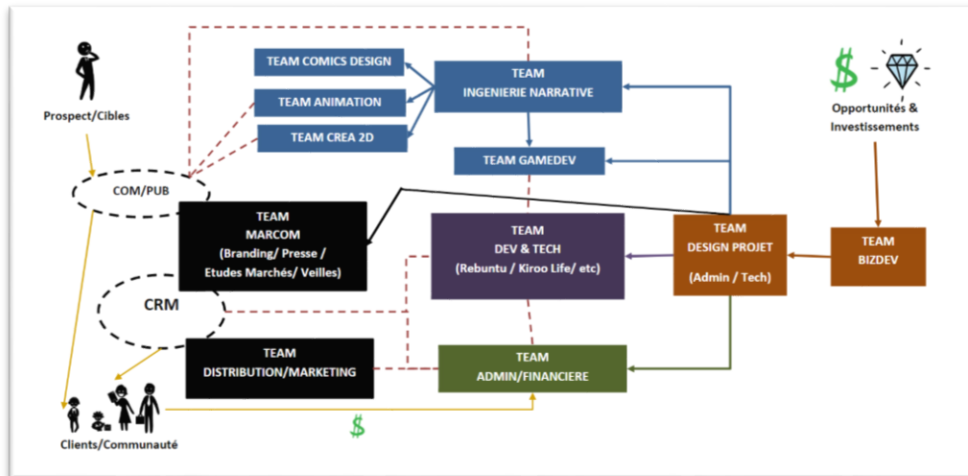 TEAM COMICS DESIGN
TEAM
INGENIERIE NARRATIVE
TEAM ANIMATION
TEAM CREA 2D
Prospect/Cibles
$
Opportunités &
Investissements
TEAM GAMEDEV
COM/PUB
TEAM
MARCOM
(Branding/ Presse /
Etudes Marchés/ Veilles)
TEAM
DEV & TECH
(Rebuntu / Kiroo Life/ etc)
TEAM
DESIGN PROJET
(Admin / Tech)
TEAM
BIZDEV
CRM
TEAM
DISTRIBUTION/MARKETING
TEAM
ADMIN/FINANCIERE
$
Clients/Communauté